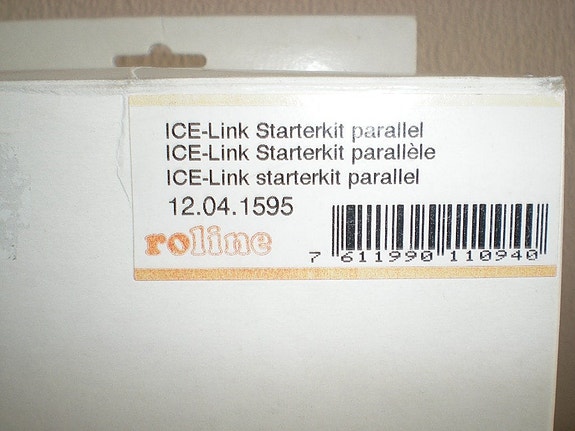 ICE-Link Starterkit parallel
ICE-Link Starterkit parallèle
ICE-Link starterkit parallel
12.04.1595
roline
7 611990 110940